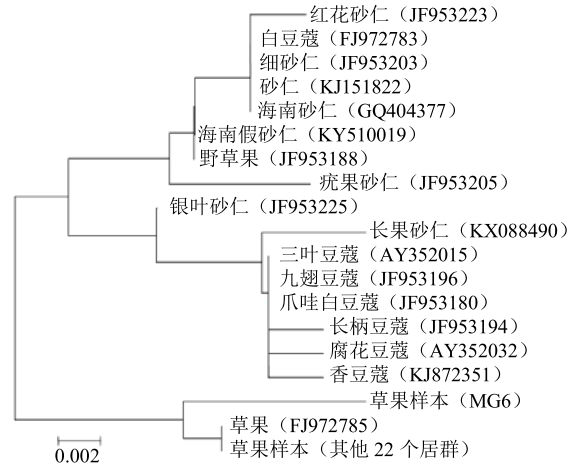 红花砂仁（JF953223）
白豆蔻（FJ972783）
细砂仁（JF953203）
砂仁（KJ151822）
海南砂仁（GQ404377）
海南假砂仁（KY510019）
野草果（JF953188）
疣果砂仁（JF953205）
银叶砂仁（JF953225）
长果砂仁（KX088490）
三叶豆蔻（AY352015）
九翅豆蔻（JF953196）
爪哇白豆蔻（JF953180）
长柄豆蔻（JF953194）
腐花豆蔻（AY352032）
香豆蔻（KJ872351）
草果样本（MG6）
草果（FJ972785）
草果样本（其他 22 个居群）
0.002